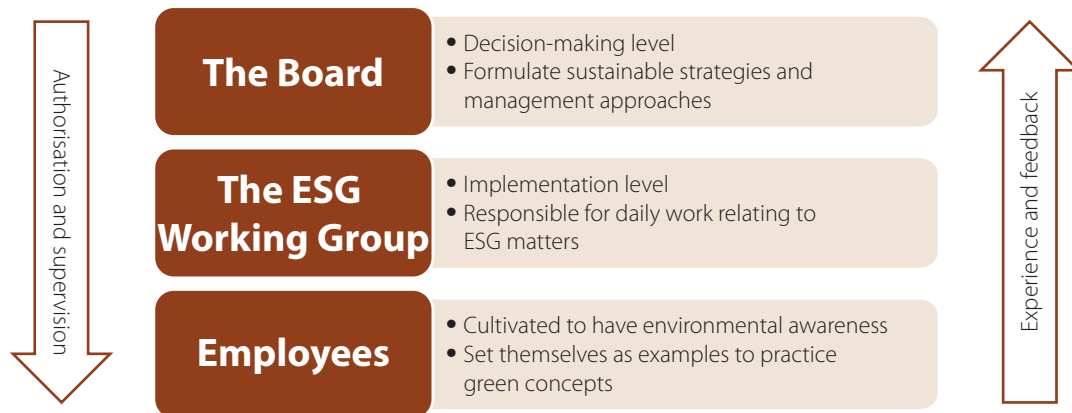 Authorisation and supervision
The Board
• Decision-making level
• Formulate sustainable strategies and
management approaches
The ESG
Working Group
• Implementation level
• Responsible for daily work relating to
ESG matters
Employees
• Cultivated to have environmental awareness
• Set themselves as examples to practice
green concepts
Experience and feedback